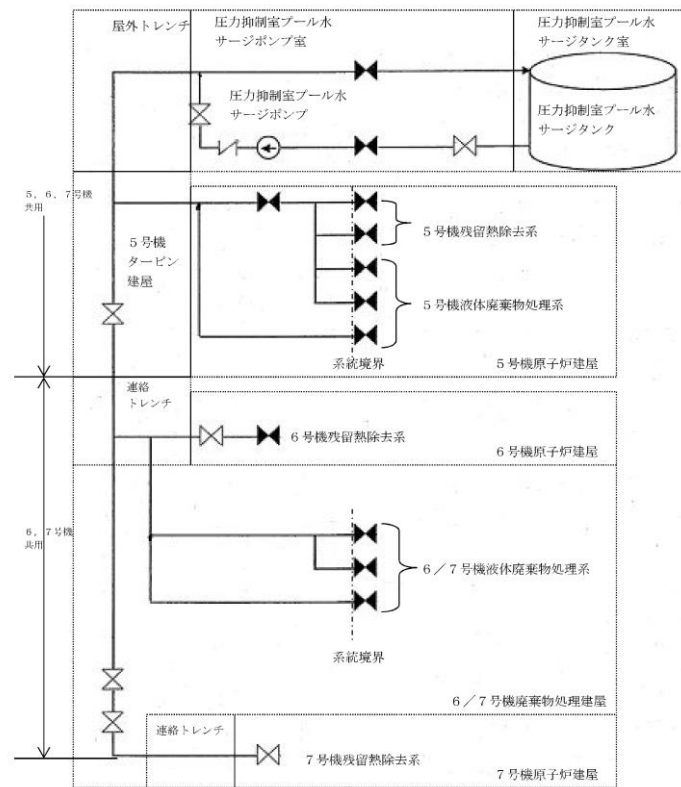 屋外トレンチ
圧力抑制室プール水
サージポンプ室
圧力抑制室プール水
サージタンク室
圧力抑制室プール水
サージポンプ
圧力抑制室プール水
サージタンク
5,6,7号機
共用
5号機
タービン
建屋
5号機残留熱除去系
5号機液体廃棄物処理系
系統境界
5号機原子炉建屋
連絡
トレンチ
6号機残留熱除去系
6号機原子炉建屋
6,7号機
共用
6/7号機液体廃棄物処理系
系統境界
6/7号機廃棄物処理建屋
連絡トレンチ
7号機残留熱除去系
7号機原子炉建屋